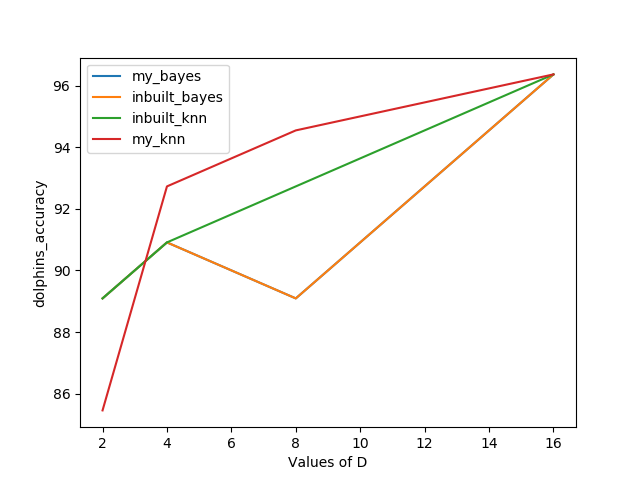 my_bayes
inbuilt_bayes
inbuilt_knn
my_knn
96
94
92
90
88
86
dolphins_accuracy
2 4 6 8 10 12 14 16
Values of D